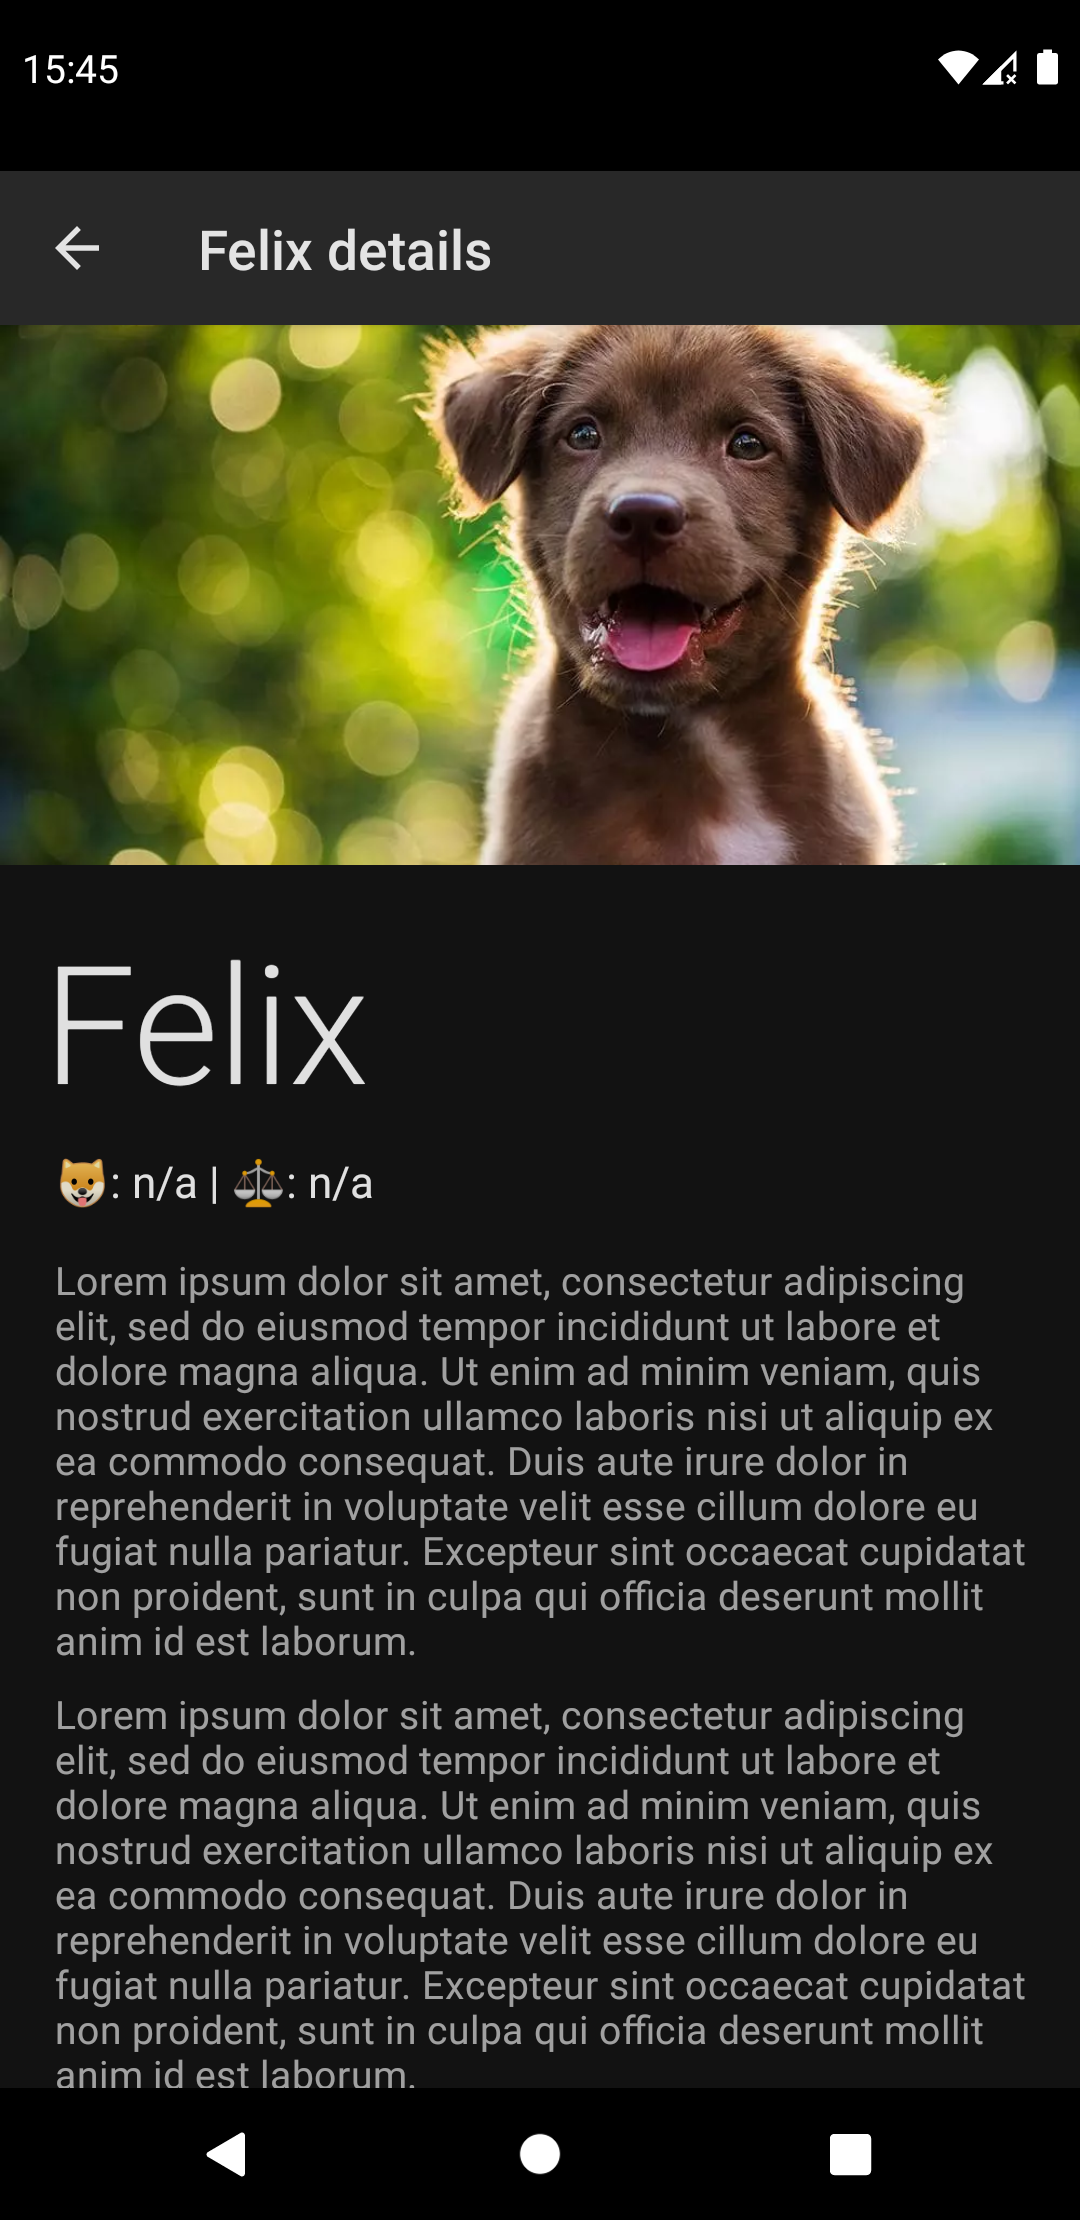 15:45
Felix details
Felix
🐶: n/a | ⚖: n/a
Lorem ipsum dolor sit amet, consectetur adipiscing
elit, sed do eiusmod tempor incididunt ut labore et
dolore magna aliqua. Ut enim ad minim veniam, quis
nostrud exercitation ullamco laboris nisi ut aliquip ex
ea commodo consequat. Duis aute irure dolor in
reprehenderit in voluptate velit esse cillum dolore eu
fugiat nulla pariatur. Excepteur sint occaecat cupidatat
non proident, sunt in culpa qui officia deserunt mollit
anim id est laborum.
Lorem ipsum dolor sit amet, consectetur adipiscing
elit, sed do eiusmod tempor incididunt ut labore et
dolore magna aliqua. Ut enim ad minim veniam, quis
nostrud exercitation ullamco laboris nisi ut aliquip ex
ea commodo consequat. Duis aute irure dolor in
reprehenderit in voluptate velit esse cillum dolore eu
fugiat nulla pariatur. Excepteur sint occaecat cupidatat
non proident, sunt in culpa qui officia deserunt mollit
anim id est laborum.